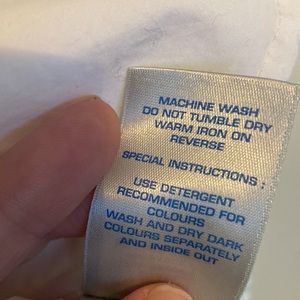 MACHINE WASH
DO NOT TUMBLE DRY
WARM IRON ON
REVERSE
SPECIAL INSTRUCTIONS :
USE DETERGENT
RECOMMENDED FOR
COLOURS
WASH AND DRY DARK
COLOURS SEPARATELY
AND INSIDE OUT